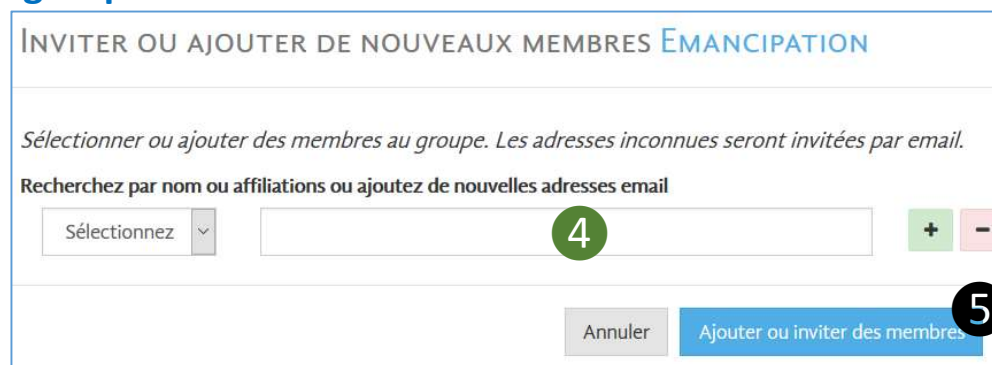 INVITER OU AJOUTER DE NOUVEAUX MEMBRES EMANCIPATION
Sélectionner ou ajouter des membres au groupe. Les adresses inconnues seront invitées par email.
Recherchez par nom ou affiliations ou ajoutez de nouvelles adresses email
Sélectionnez 4 + -
5
Annuler Ajouter ou inviter des membres